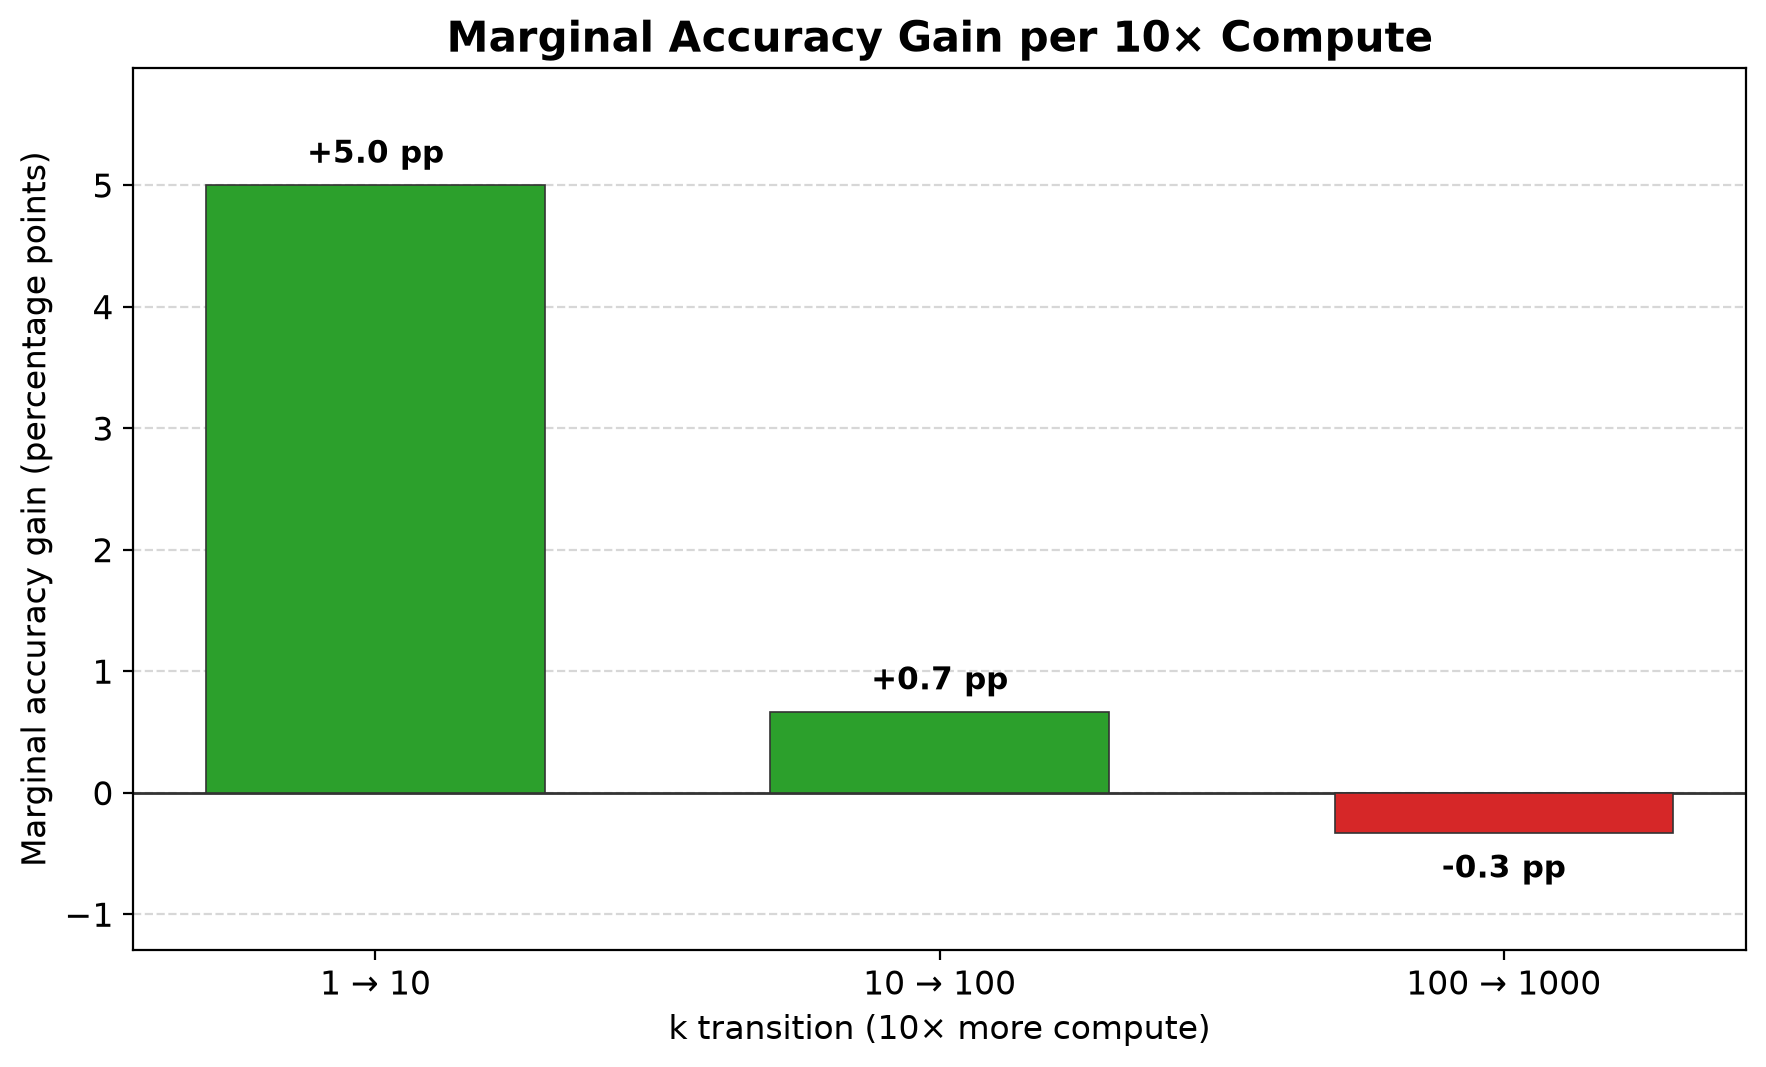 Marginal Accuracy Gain per 10× Compute
Marginal accuracy gain (percentage points)
5
4
3
2
1
0
−1
+5.0 pp
+0.7 pp
-0.3 pp
1 → 10
10 → 100
100 → 1000
k transition (10× more compute)